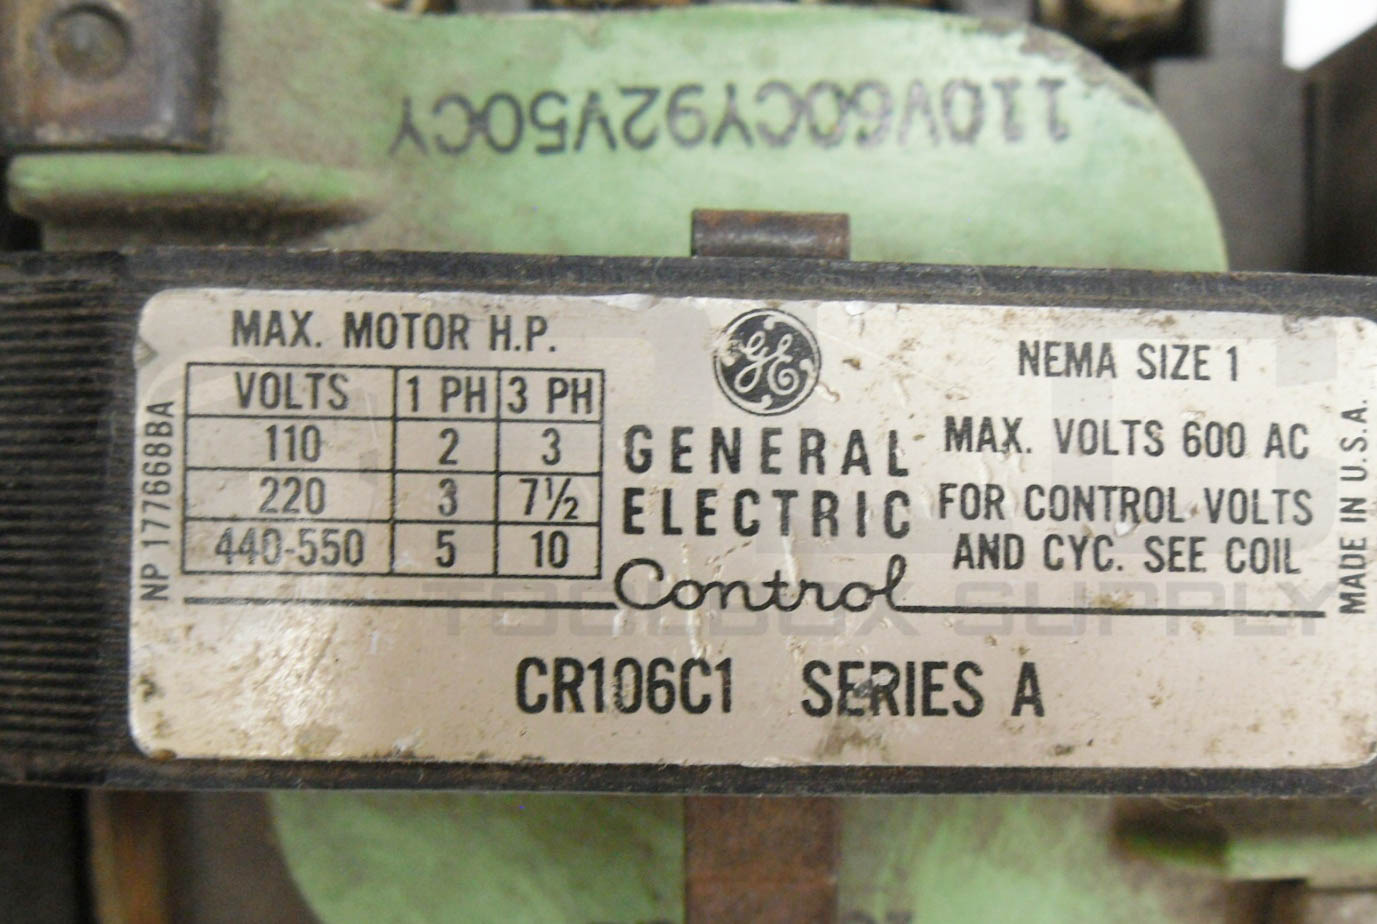 110V60CY92V50CY
MAX. MOTOR H.P.
VOLTS 1 PH 3 PH
110 2 3
220 3 7½
440-550 5 10
NP 177668BA
GE
GENERAL
ELECTRIC
Control
NEMA SIZE 1
MAX. VOLTS 600 AC
FOR CONTROL VOLTS
AND CYC. SEE COIL
MADE IN U.S.A.
CR106C1 SERIES A
TOOLBOX SUPPLY